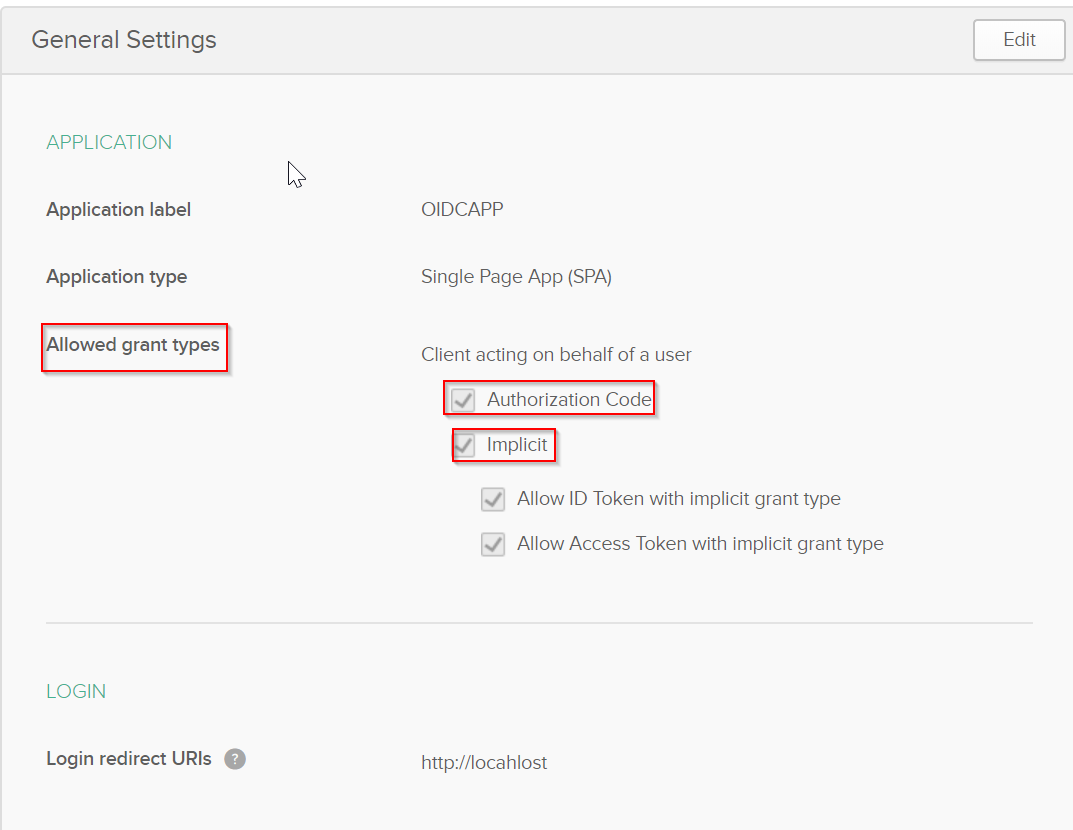 General Settings
Edit
APPLICATION
Application label
OIDCAPP
Application type
Single Page App (SPA)
Allowed grant types
Client acting on behalf of a user
Authorization Code
Implicit
Allow ID Token with implicit grant type
Allow Access Token with implicit grant type
LOGIN
Login redirect URIs ?
http://locahlost